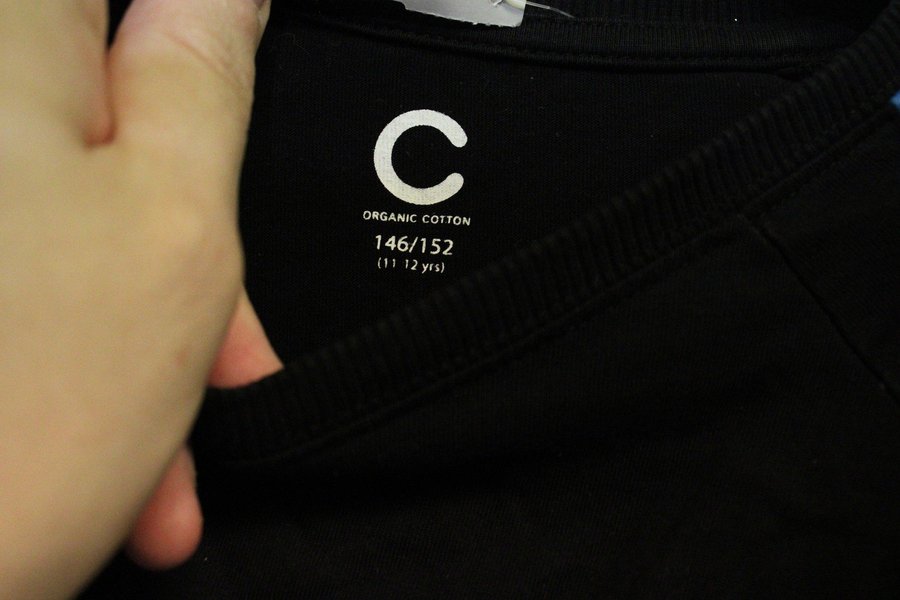 C
ORGANIC COTTON
146/152
(11 12 yrs)